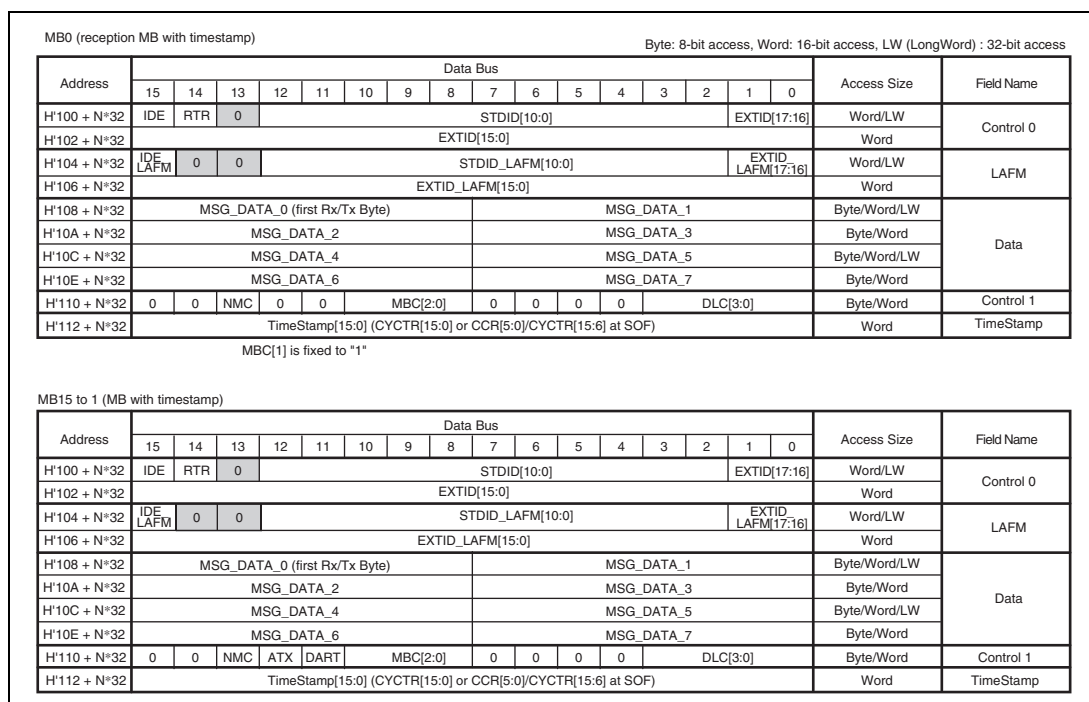 MB0 (reception MB with timestamp)
Byte: 8-bit access, Word: 16-bit access, LW (LongWord) : 32-bit access
Address Data Bus Access Size Field Name
15 14 13 12 11 10 9 8 7 6 5 4 3 2 1 0
H'100 + N*32 IDE RTR 0 STDID[10:0] EXTID[17:16] Word/LW Control 0
H'102 + N*32 EXTID[15:0] Word
H'104 + N*32 IDE_LAFM 0 0 STDID_LAFM[10:0] EXTID_LAFM[17:16] Word/LW LAFM
H'106 + N*32 EXTID_LAFM[15:0] Word
H'108 + N*32 MSG_DATA_0 (first Rx/Tx Byte) MSG_DATA_1 Byte/Word/LW Data
H'10A + N*32 MSG_DATA_2 MSG_DATA_3 Byte/Word
H'10C + N*32 MSG_DATA_4 MSG_DATA_5 Byte/Word/LW
H'10E + N*32 MSG_DATA_6 MSG_DATA_7 Byte/Word
H'110 + N*32 0 0 NMC 0 0 MBC[2:0] 0 0 0 0 DLC[3:0] Byte/Word Control 1
H'112 + N*32 TimeStamp[15:0] (CYCTR[15:0] or CCR[5:0]/CYCTR[15:6] at SOF) Word TimeStamp
MBC[1] is fixed to "1"
MB15 to 1 (MB with timestamp)
Address Data Bus Access Size Field Name
15 14 13 12 11 10 9 8 7 6 5 4 3 2 1 0
H'100 + N*32 IDE RTR 0 STDID[10:0] EXTID[17:16] Word/LW Control 0
H'102 + N*32 EXTID[15:0] Word
H'104 + N*32 IDE_LAFM 0 0 STDID_LAFM[10:0] EXTID_LAFM[17:16] Word/LW LAFM
H'106 + N*32 EXTID_LAFM[15:0] Word
H'108 + N*32 MSG_DATA_0 (first Rx/Tx Byte) MSG_DATA_1 Byte/Word/LW Data
H'10A + N*32 MSG_DATA_2 MSG_DATA_3 Byte/Word
H'10C + N*32 MSG_DATA_4 MSG_DATA_5 Byte/Word/LW
H'10E + N*32 MSG_DATA_6 MSG_DATA_7 Byte/Word
H'110 + N*32 0 0 NMC ATX DART MBC[2:0] 0 0 0 0 DLC[3:0] Byte/Word Control 1
H'112 + N*32 TimeStamp[15:0] (CYCTR[15:0] or CCR[5:0]/CYCTR[15:6] at SOF) Word TimeStamp